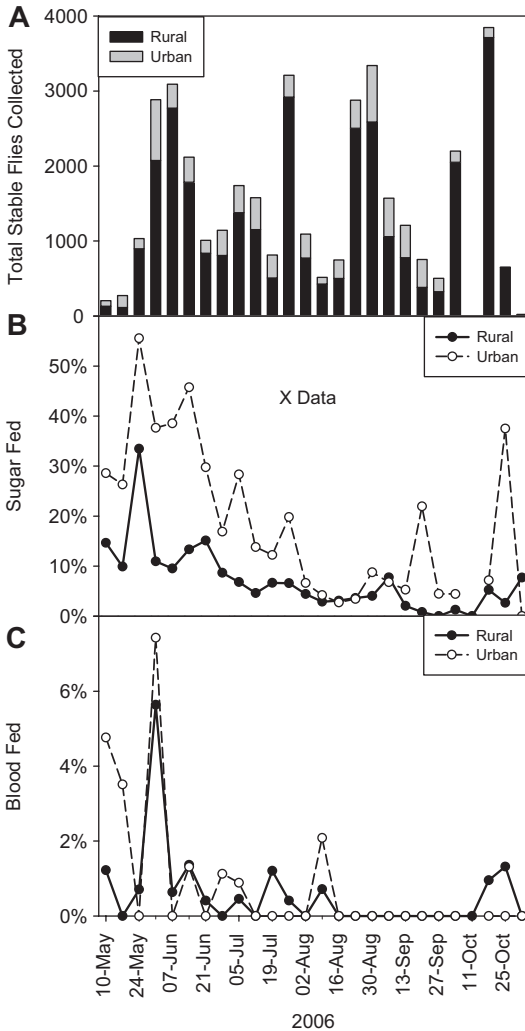 A
4000
3000
2000
1000
0
Total Stable Flies Collected
Rural
Urban
B
50%
40%
30%
20%
10%
0%
Sugar Fed
X Data
Rural
Urban
C
6%
4%
2%
0%
Blood Fed
Rural
Urban
10-May
24-May
07-Jun
21-Jun
05-Jul
19-Jul
02-Aug
16-Aug
30-Aug
13-Sep
27-Sep
11-Oct
25-Oct
2006